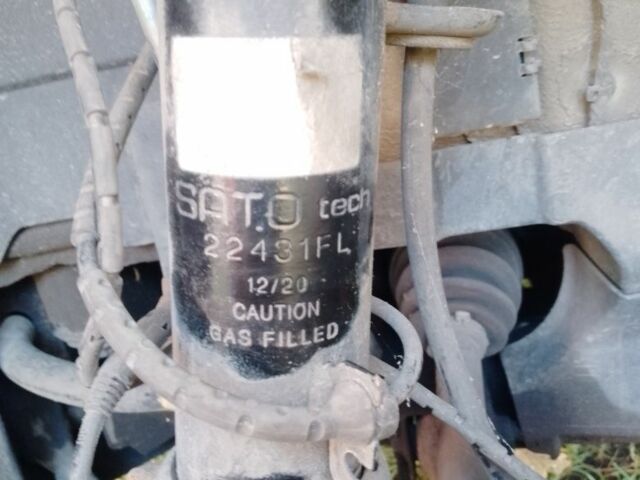 SATO tech
22431FL
12/20
CAUTION
GAS FILLED